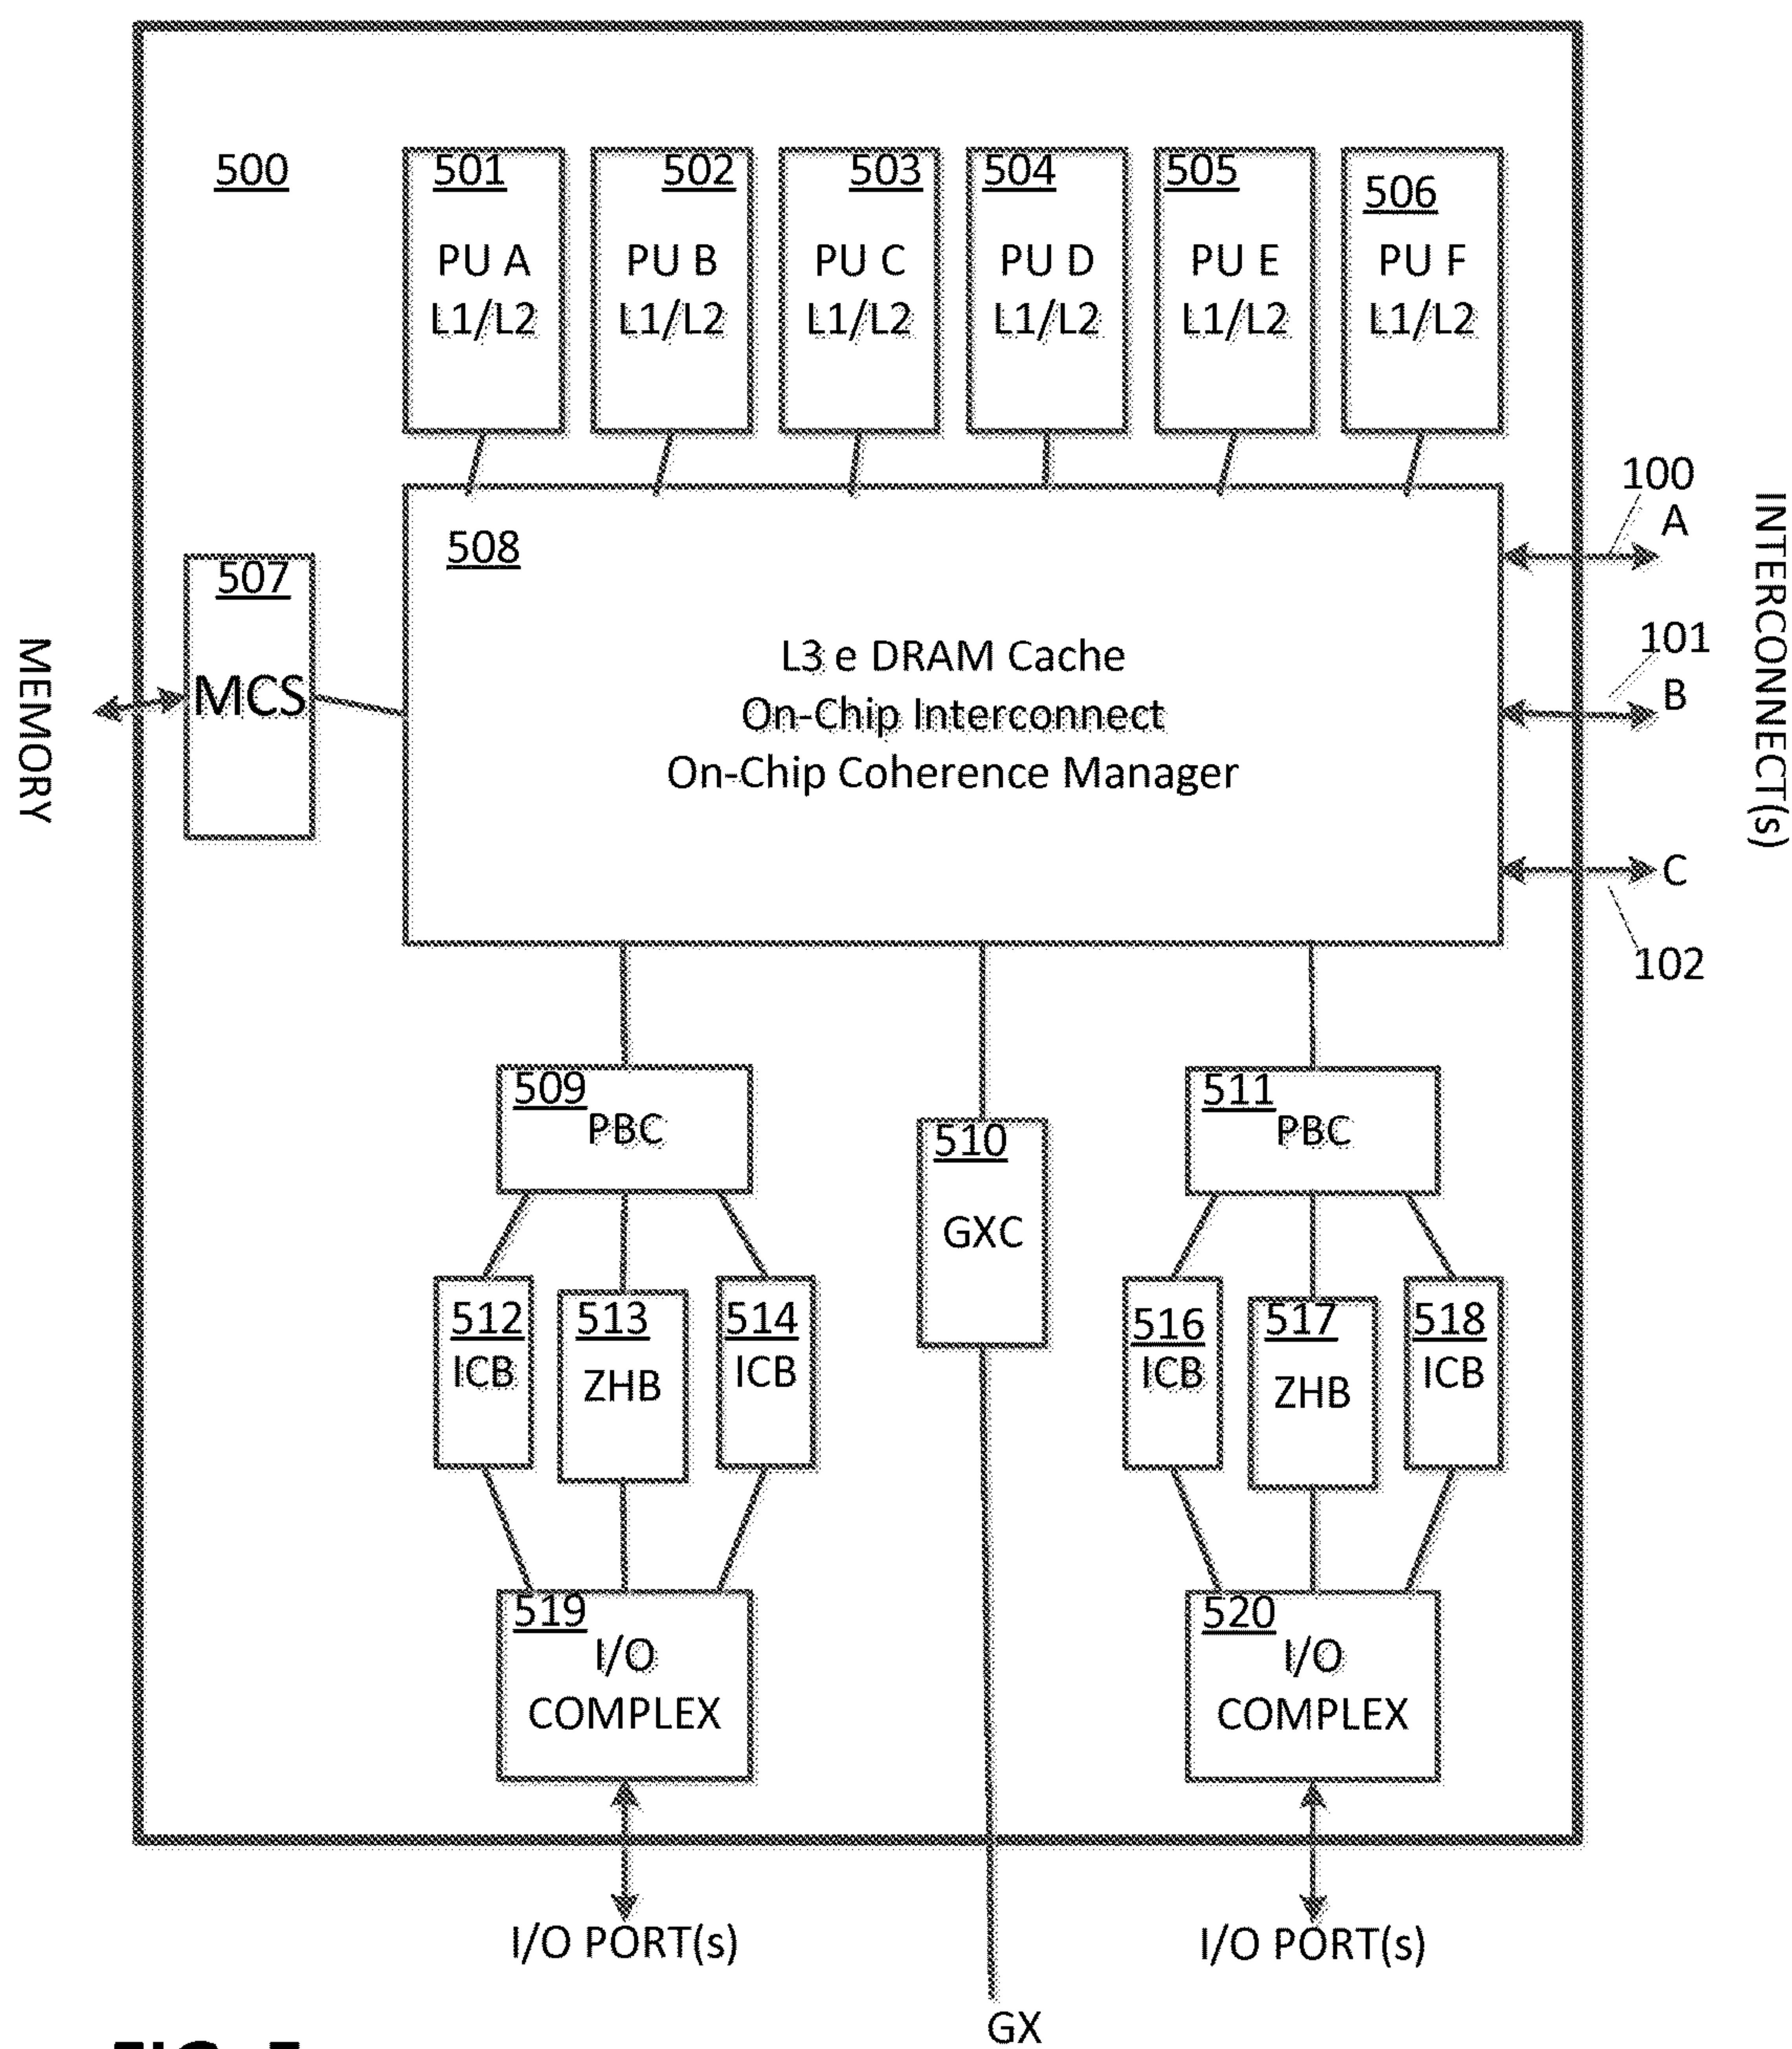 500
501
PU A
L1/L2
502
PU B
L1/L2
503
PU C
L1/L2
504
PU D
L1/L2
505
PU E
L1/L2
506
PU F
L1/L2
100
A
101
B
C
102
INTERCONNECT(s)
MEMORY
507
MCS
508
L3 e DRAM Cache
On-Chip Interconnect
On-Chip Coherence Manager
509
PBC
510
GXC
511
PBC
512
ICB
513
ZHB
514
ICB
516
ICB
517
ZHB
518
ICB
519
I/O
COMPLEX
520
I/O
COMPLEX
I/O PORT(s)
I/O PORT(s)
GX